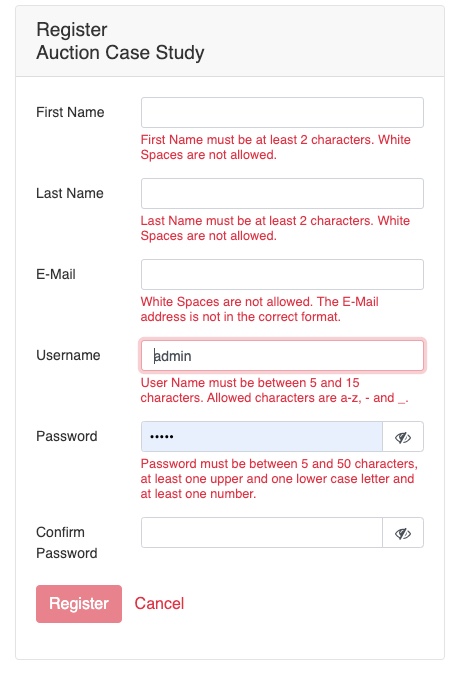 Register
Auction Case Study
First Name
First Name must be at least 2 characters. White
Spaces are not allowed.
Last Name
Last Name must be at least 2 characters. White
Spaces are not allowed.
E-Mail
White Spaces are not allowed. The E-Mail
address is not in the correct format.
Username
admin
User Name must be between 5 and 15
characters. Allowed characters are a-z, - and _.
Password
•••••
Password must be between 5 and 50 characters,
at least one upper and one lower case letter and
at least one number.
Confirm
Password
Register Cancel